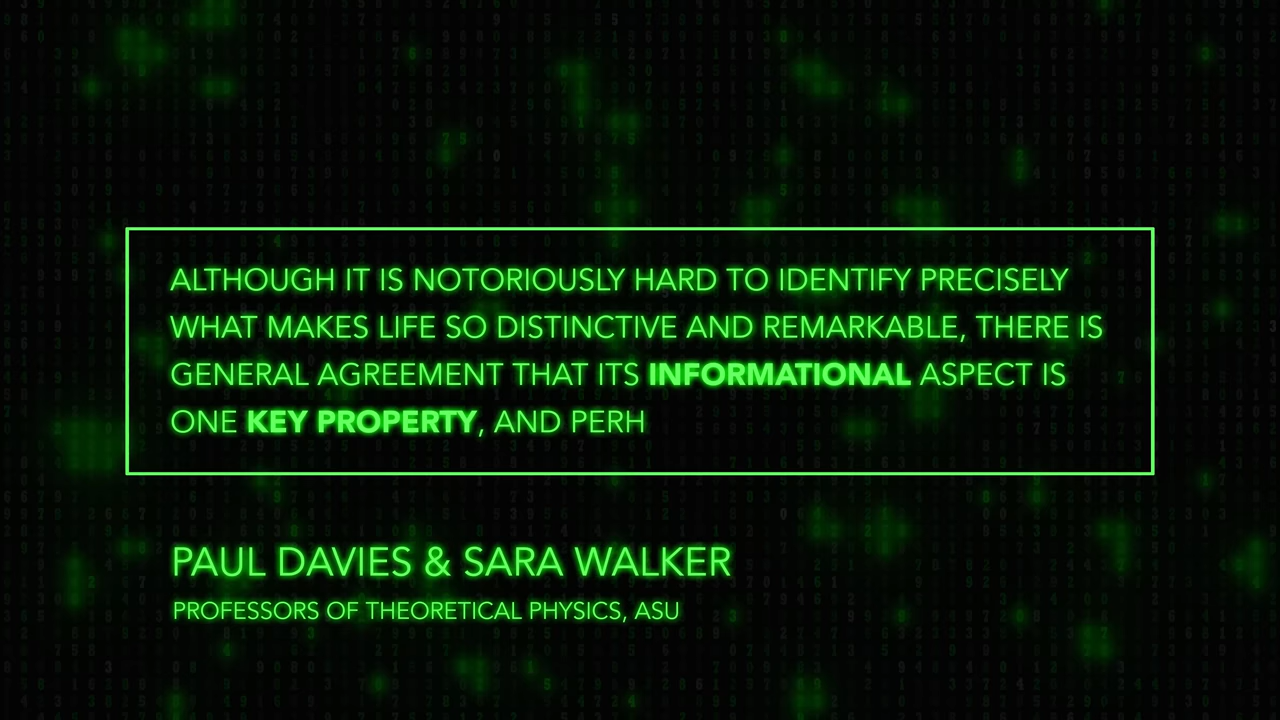 ALTHOUGH IT IS NOTORIOUSLY HARD TO IDENTIFY PRECISELY
WHAT MAKES LIFE SO DISTINCTIVE AND REMARKABLE, THERE IS
GENERAL AGREEMENT THAT ITS INFORMATIONAL ASPECT IS
ONE KEY PROPERTY, AND PERH
PAUL DAVIES & SARA WALKER
PROFESSORS OF THEORETICAL PHYSICS, ASU